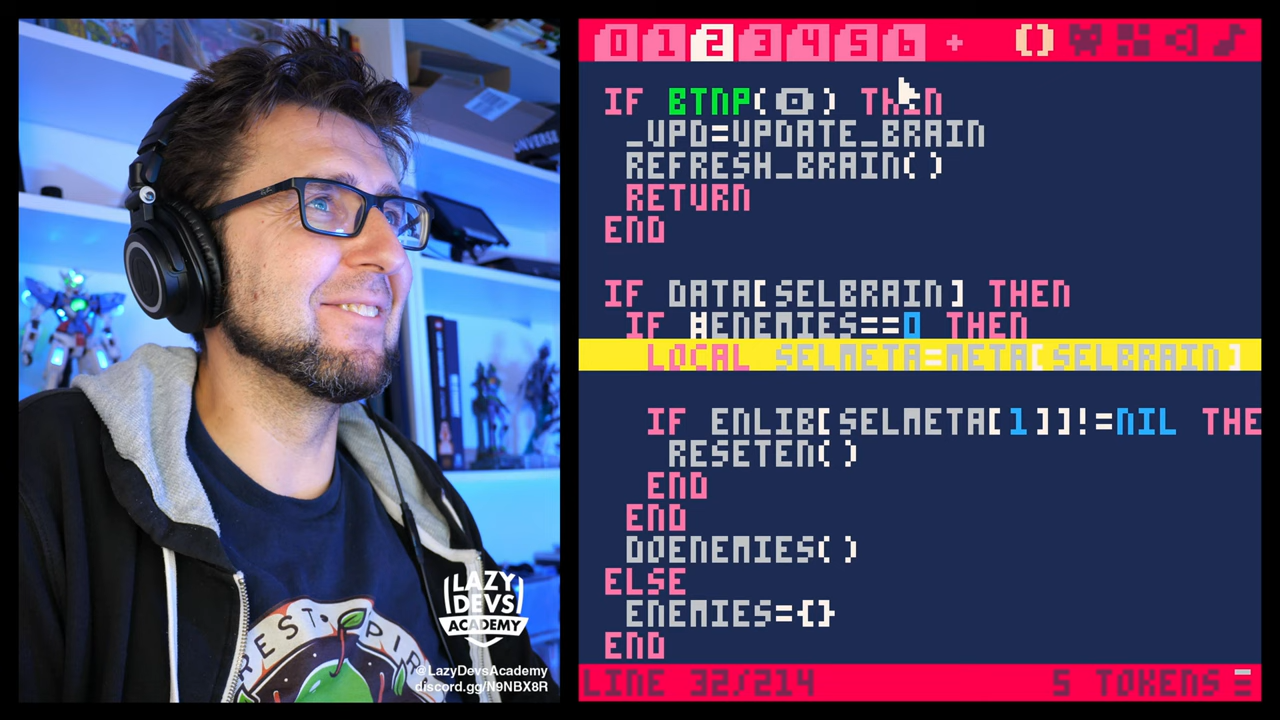 0 1 2 3 4 5 6 +
IF BTNP(🅾️) THEN
_UPD=UPDATE_BRAIN
REFRESH_BRAIN()
RETURN
END
IF DATA[SELBRAIN] THEN
IF #ENEMIES==0 THEN
LOCAL SELMETA=META[SELBRAIN]
IF ENLIB[SELMETA[1]]!=NIL THE
RESETEN()
END
END
DOENEMIES()
ELSE
ENEMIES={}
END
LINE 32/214 5 TOKENS
LAZY
DEVS
ACADEMY
@LazyDevsAcademy
discord.gg/N9NBX8R